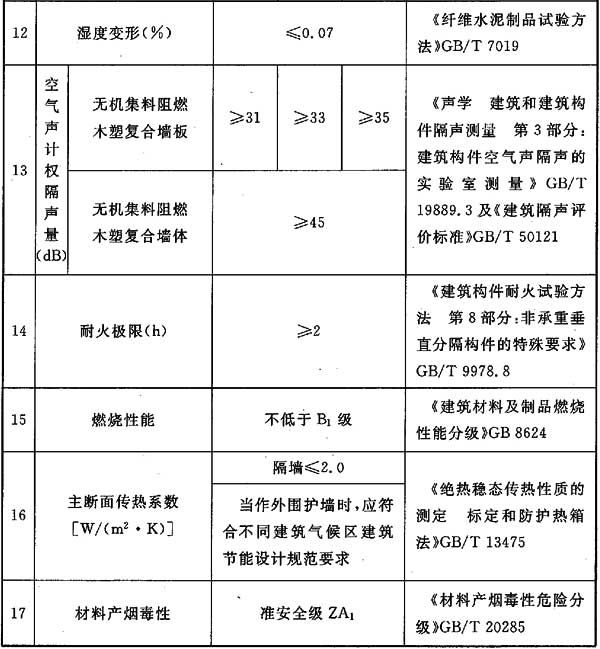 12
湿度变形(%)
≤0.07
《纤维水泥制品试验方
法》GB/T 7019
13
空
气
声
计
权
隔
声
量
(dB)
无机集料阻燃
木塑复合墙板
≥31
≥33
≥35
无机集料阻燃
木塑复合墙体
≥45
《声学 建筑和建筑构
件隔声测量 第3部分:
建筑构件空气声隔声的
实验室测量》GB/T
19889.3及《建筑隔声评
价标准》GB/T 50121
14
耐火极限(h)
≥2
《建筑构件耐火试验方
法 第8部分:非承重垂
直分隔构件的特殊要求》
GB/T 9978.8
15
燃烧性能
不低于B₁级
《建筑材料及制品燃烧
性能分级》GB 8624
16
主断面传热系数
[W/(m²·K)]
隔墙≤2.0
当作外围护墙时,应符
合不同建筑气候区建筑
节能设计规范要求
《绝热稳态传热性质的
测定 标定和防护热箱
法》GB/T 13475
17
材料产烟毒性
准安全级ZA₁
《材料产烟毒性危险分
级》GB/T 20285